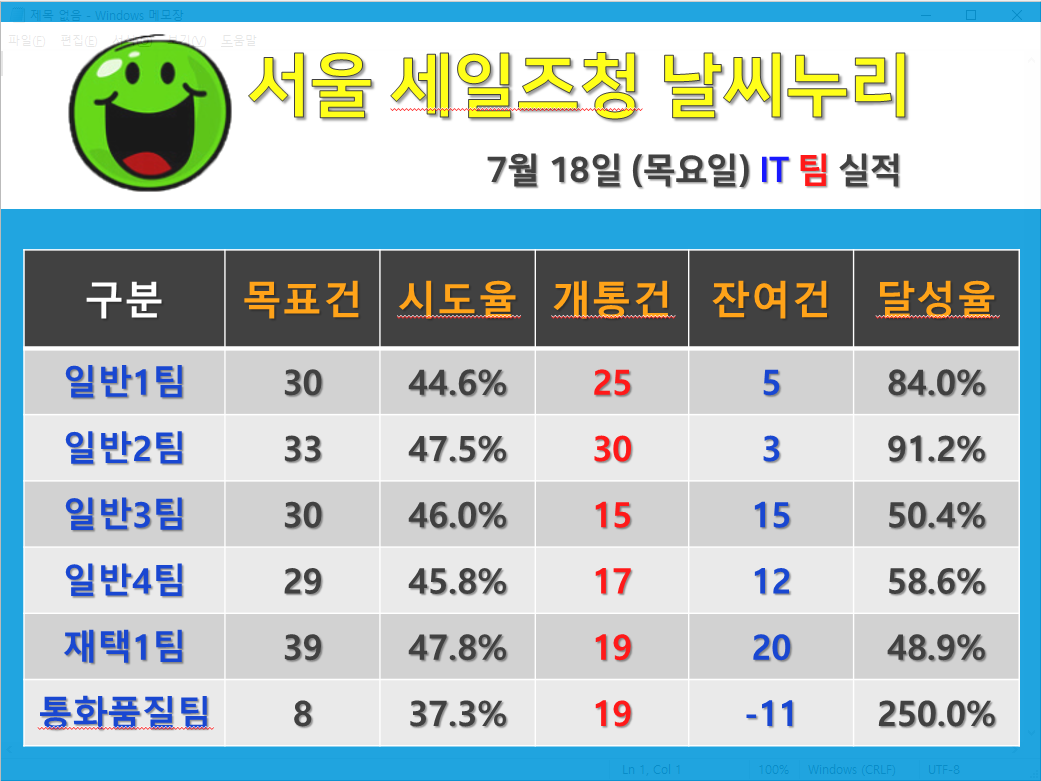 제목 없음 - Windows 메모장
파일(F) 편집(E) 보기(V) 도움말
서울 세일즈청 날씨누리
7월 18일 (목요일) IT 팀 실적
구분 목표건 시도율 개통건 잔여건 달성율
일반1팀 30 44.6% 25 5 84.0%
일반2팀 33 47.5% 30 3 91.2%
일반3팀 30 46.0% 15 15 50.4%
일반4팀 29 45.8% 17 12 58.6%
재택1팀 39 47.8% 19 20 48.9%
통화품질팀 8 37.3% 19 -11 250.0%
Ln 1, Col 1 100% Windows (CRLF) UTF-8